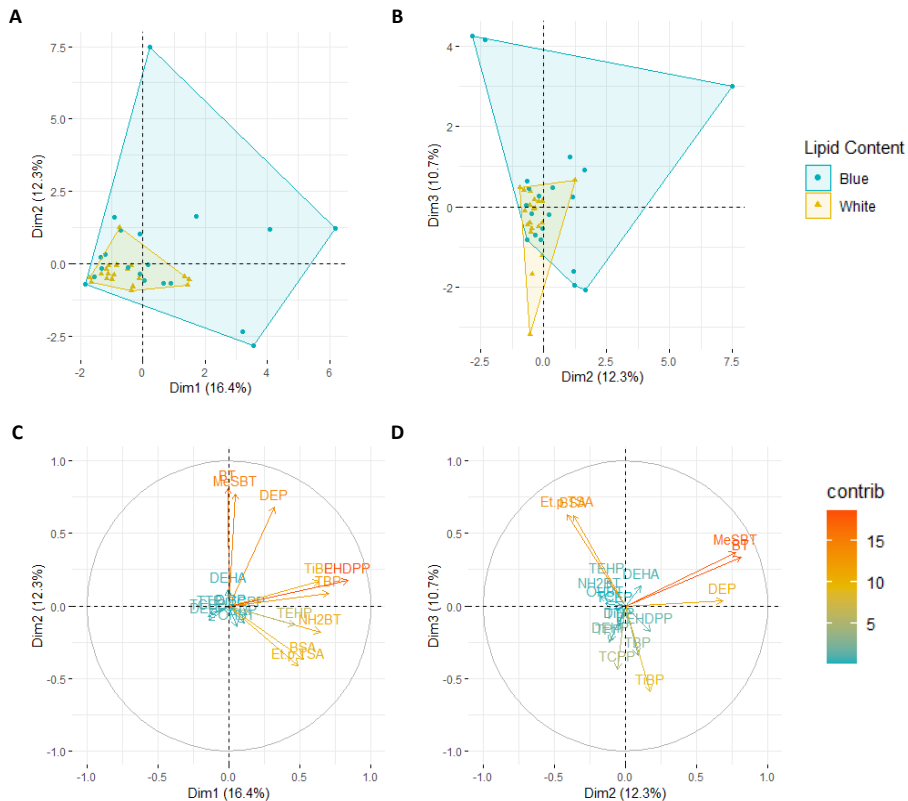 A
B
7.5
5.0
2.5
0.0
-2.5
Dim2 (12.3%)
-2
0
2
4
6
Dim1 (16.4%)
4
2
0
-2
Dim3 (10.7%)
-2.5
0.0
2.5
5.0
7.5
Dim2 (12.3%)
Lipid Content
Blue
White
C
D
1.0
0.5
0.0
-0.5
-1.0
Dim2 (12.3%)
BT
MeSBT
DEP
DEHA
EHDPP
TBP
TEHP
NH2BT
BSA
Et.p.TSA
-1.0
-0.5
0.0
0.5
1.0
Dim1 (16.4%)
1.0
0.5
0.0
-0.5
-1.0
Dim3 (10.7%)
Et.p.TSA
BSA
MeSBT
BT
TEHP
DEHA
NH2BT
DEP
EHDPP
TBP
TCPP
TiBP
-1.0
-0.5
0.0
0.5
1.0
Dim2 (12.3%)
contrib
15
10
5